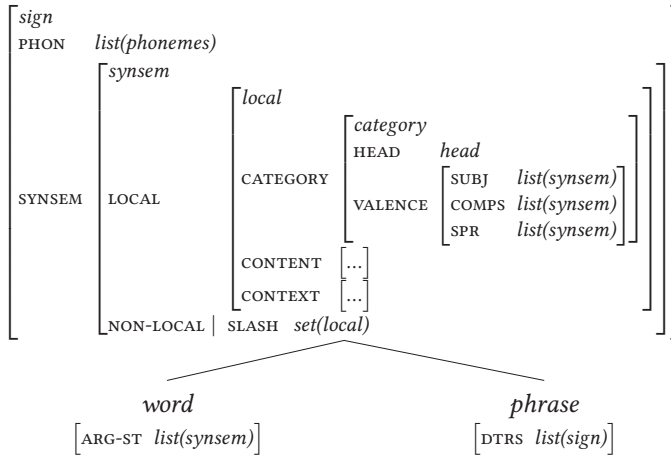 sign
PHON list(phonemes)
synsem
local
category
HEAD head
SUBJ list(synsem)
CATEGORY
SYNSEM LOCAL VALENCE COMPS list(synsem)
SPR list(synsem)
CONTENT [...]
CONTEXT [...]
NON-LOCAL | SLASH set(local)
word phrase
[ARG-ST list(synsem)] [DTRS list(sign)]